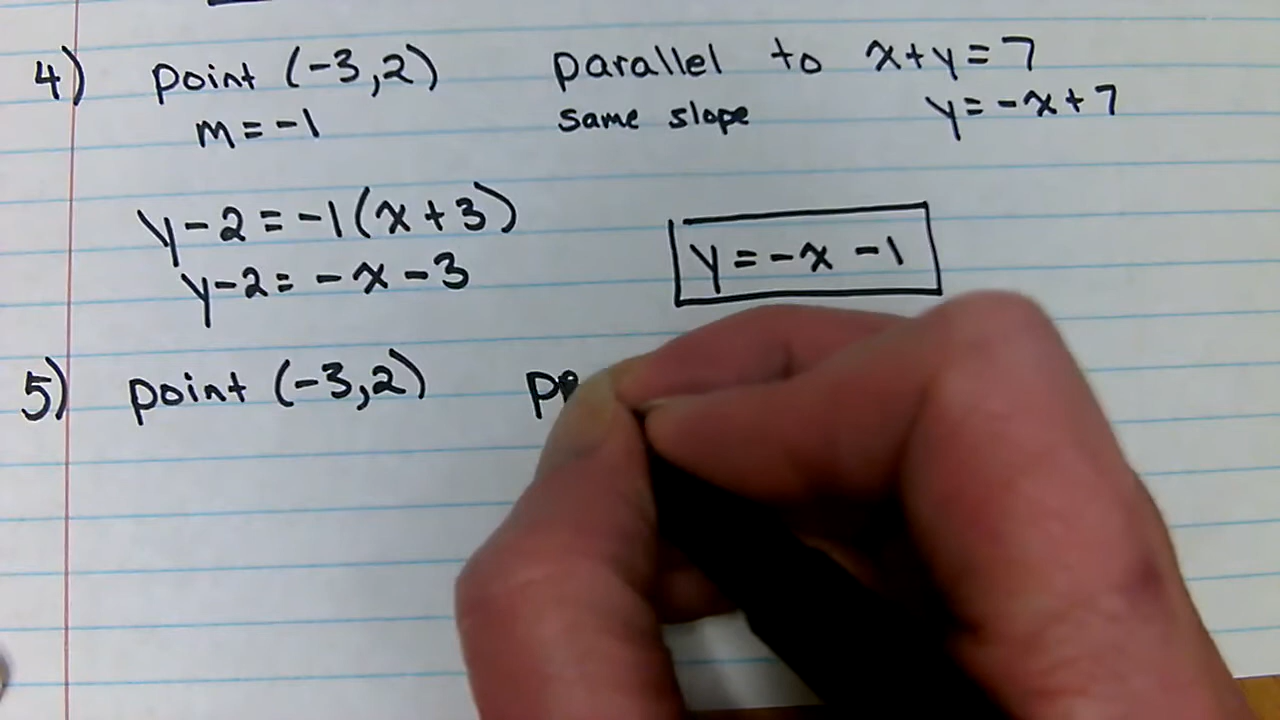 4) point (-3,2) parallel to x+y=7
m=-1 same slope y=-x+7
y-2=-1(x+3)
y-2=-x-3 y=-x-1
5) point (-3,2)